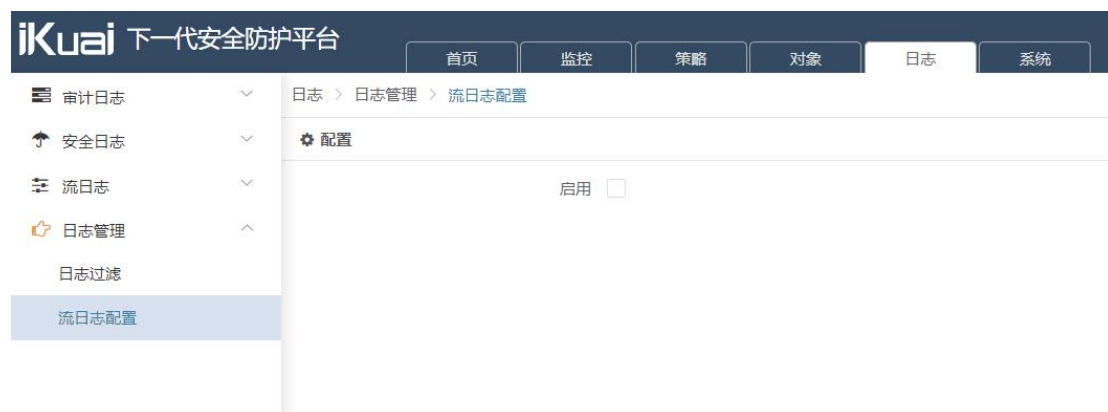 iKuai 下一代安全防护平台
首页 监控 策略 对象 日志 系统
审计日志
安全日志
流日志
日志管理
日志过滤
流日志配置
日志 > 日志管理 > 流日志配置
配置
启用